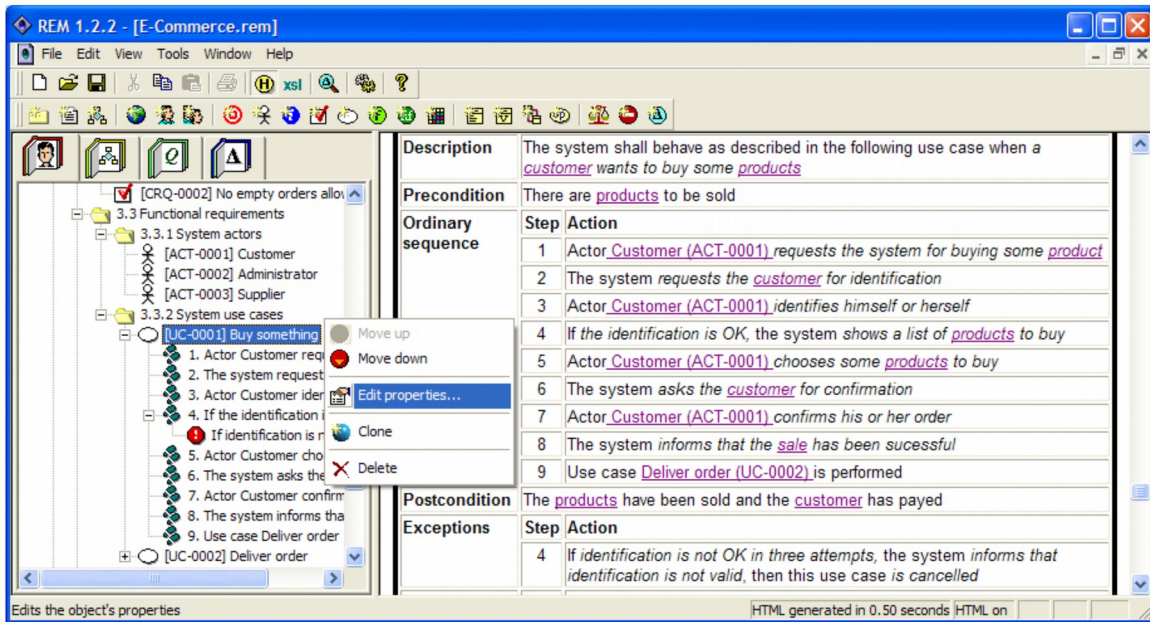 REM 1.2.2 - [E-Commerce.rem]
File Edit View Tools Window Help
H xsl
Q A
[CRQ-0002] No empty orders allo
3.3 Functional requirements
3.3.1 System actors
[ACT-0001] Customer
[ACT-0002] Administrator
[ACT-0003] Supplier
3.3.2 System use cases
[UC-0001] Buy something
1. Actor Customer requ
2. The system request
3. Actor Customer iden
4. If the identification i
If identification is n
5. Actor Customer cho
6. The system asks the
7. Actor Customer confirm
8. The system informs tha
9. Use case Deliver order
[UC-0002] Deliver order
Move up
Move down
Edit properties...
Clone
Delete
Description The system shall behave as described in the following use case when a
customer wants to buy some products
Precondition There are products to be sold
Ordinary sequence Step Action
1 Actor Customer (ACT-0001) requests the system for buying some product
2 The system requests the customer for identification
3 Actor Customer (ACT-0001) identifies himself or herself
4 If the identification is OK, the system shows a list of products to buy
5 Actor Customer (ACT-0001) chooses some products to buy
6 The system asks the customer for confirmation
7 Actor Customer (ACT-0001) confirms his or her order
8 The system informs that the sale has been sucessful
9 Use case Deliver order (UC-0002) is performed
Postcondition The products have been sold and the customer has payed
Exceptions Step Action
4 If identification is not OK in three attempts, the system informs that
identification is not valid, then this use case is cancelled
Edits the object's properties
HTML generated in 0.50 seconds HTML on